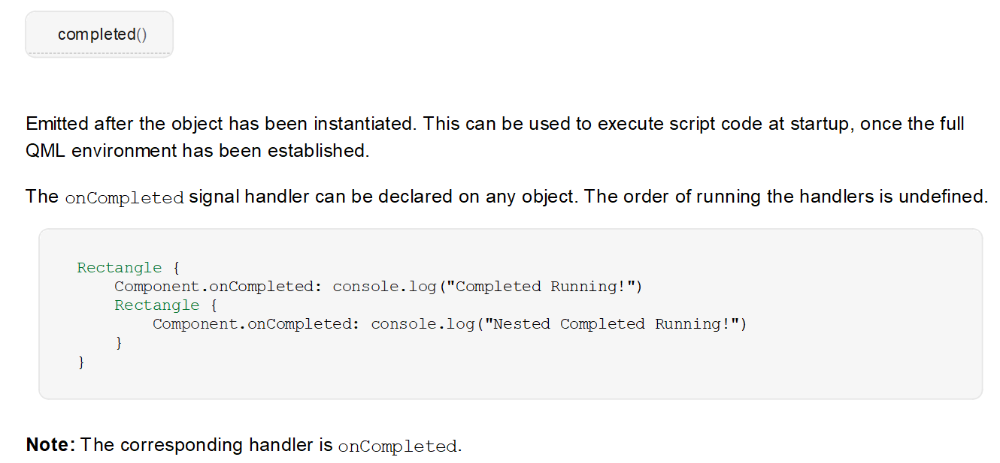 completed()
Emitted after the object has been instantiated. This can be used to execute script code at startup, once the full
QML environment has been established.
The onCompleted signal handler can be declared on any object. The order of running the handlers is undefined.
Rectangle {
    Component.onCompleted: console.log("Completed Running!")
    Rectangle {
        Component.onCompleted: console.log("Nested Completed Running!")
    }
}
Note: The corresponding handler is onCompleted.